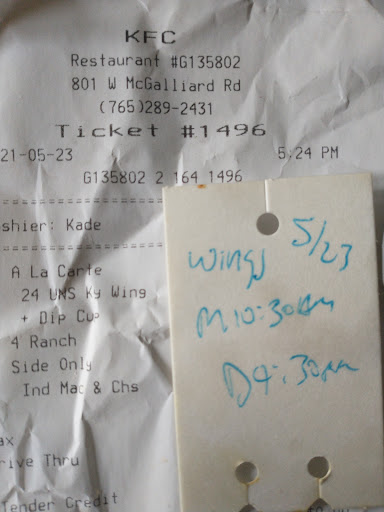 KFC
Restaurant #G135802
801 W McGalliard Rd
(765)289-2431
Ticket #1496
21-05-23 5:24 PM
G135802 2 164 1496
shier: Kade
A La Carte
24 UNS Ky Wing
+ Dip Cup
4 Ranch
Side Only
Ind Mac & Chs
ax
rive Thru
ender Credit
Wings 5/23
M10:30AM
D4:30PM